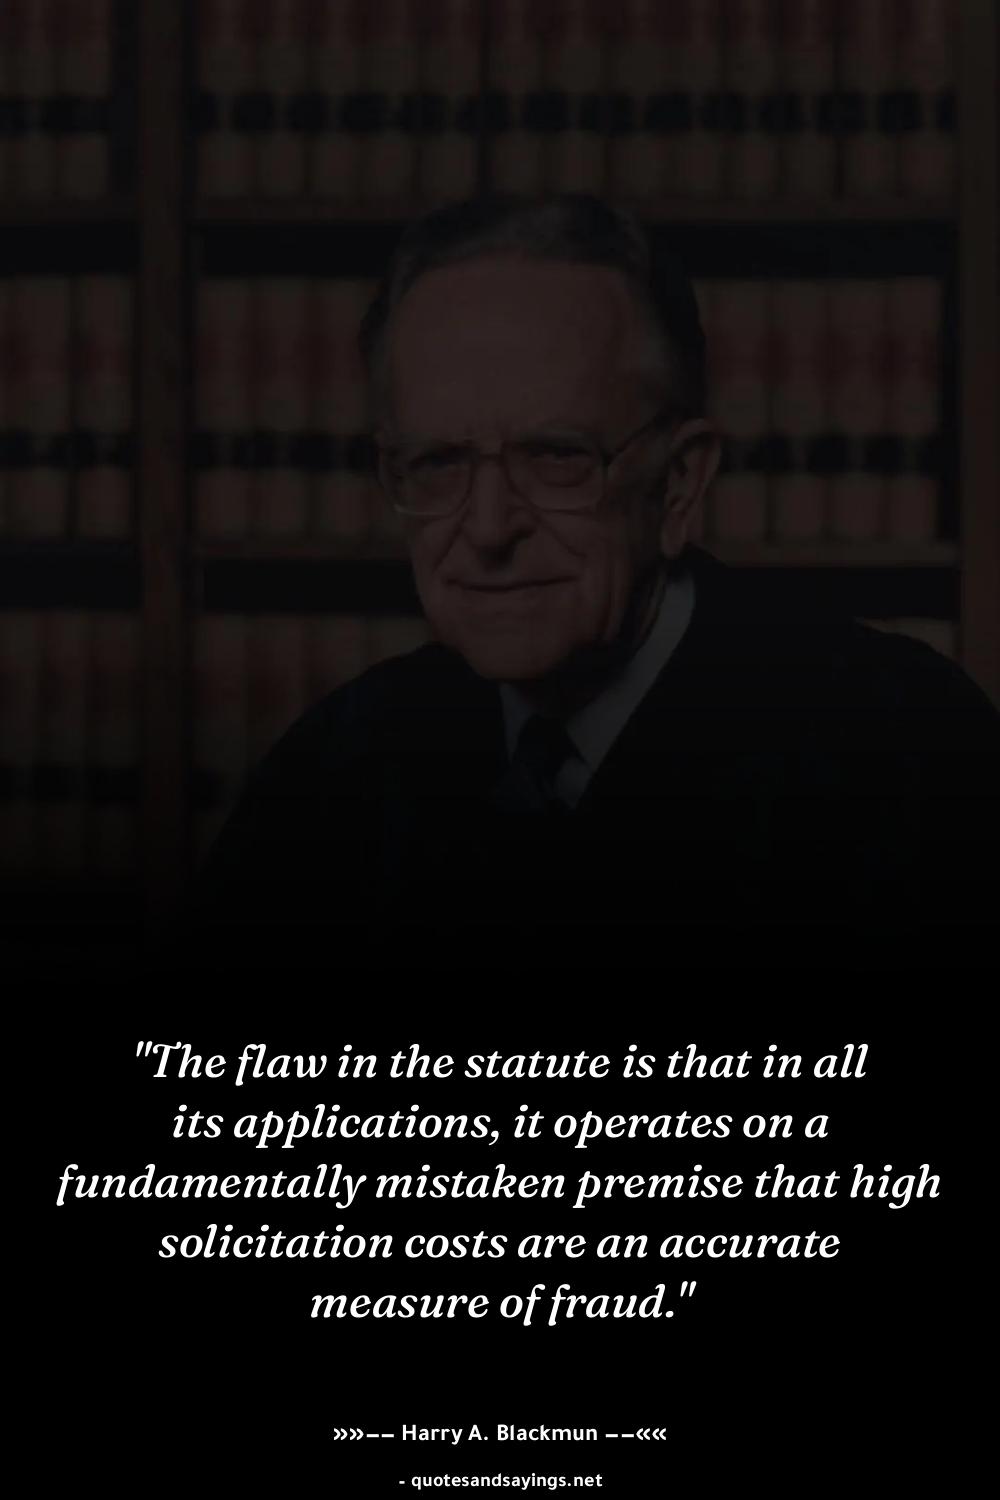 "The flaw in the statute is that in all
its applications, it operates on a
fundamentally mistaken premise that high
solicitation costs are an accurate
measure of fraud."
»»−− Harry A. Blackmun −−««
- quotesandsayings.net